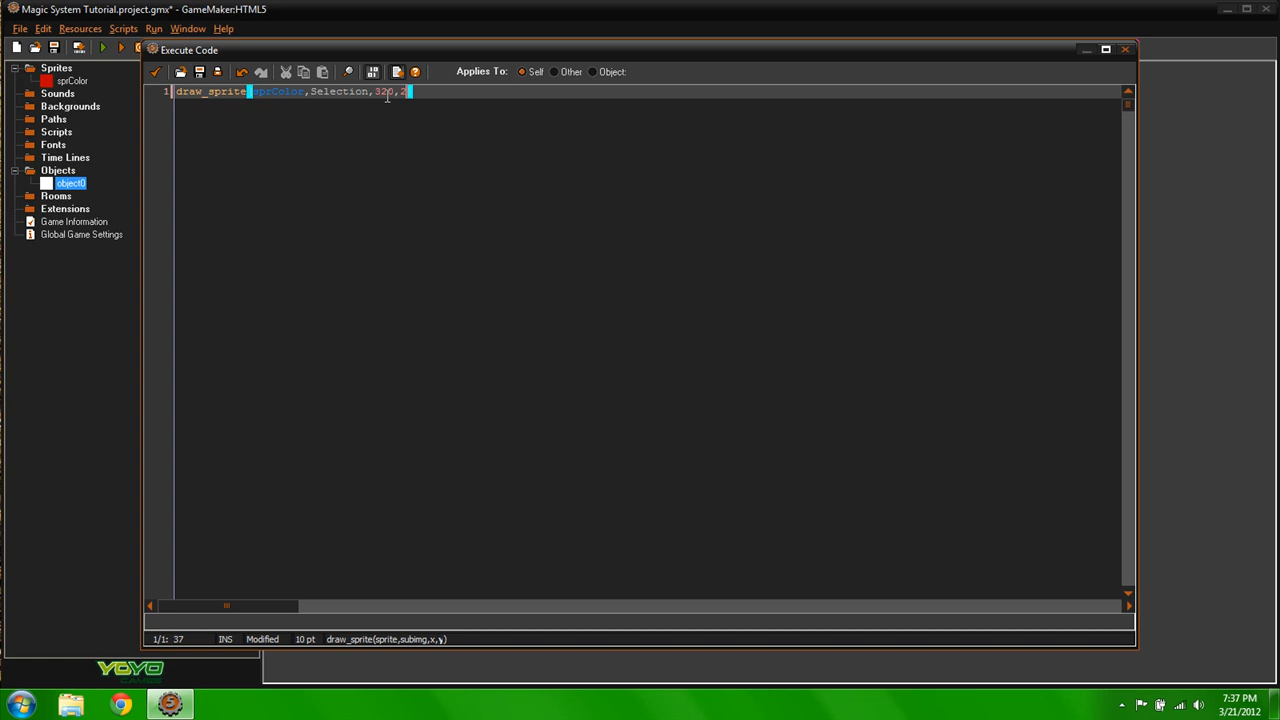 Magic System Tutorial.project.gmx* - GameMaker:HTML5
File Edit Resources Scripts Run Window Help
Execute Code
Applies To: Self Other Object:
Sprites
sprColor
Sounds
Backgrounds
Paths
Scripts
Fonts
Time Lines
Objects
object0
Rooms
Extensions
Game Information
Global Game Settings
1 draw_sprite(sprColor,Selection,320,2)
1/1: 37 INS Modified 10 pt draw_sprite(sprite,subimg,x,y)
YOYO
GAMES
7:37 PM
3/21/2012